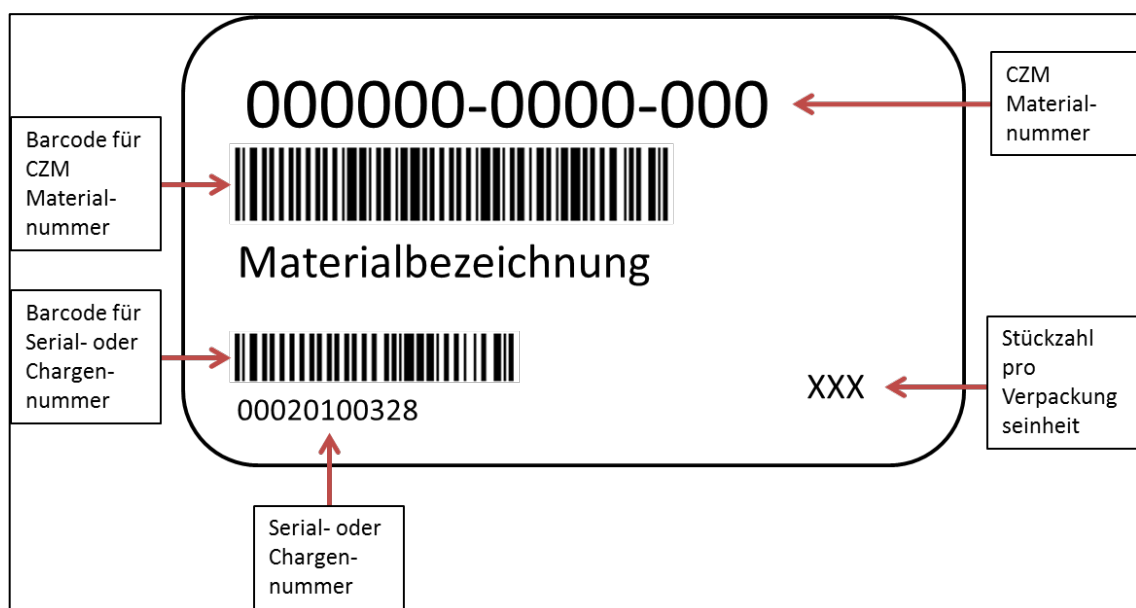 000000-0000-000
CZM
Material-
nummer
Barcode für
CZM
Material-
nummer
Materialbezeichnung
Barcode für
Serial- oder
Chargen-
nummer
00020100328
XXX
Stückzahl
pro
Verpackung
seinheit
Serial- oder
Chargen-
nummer